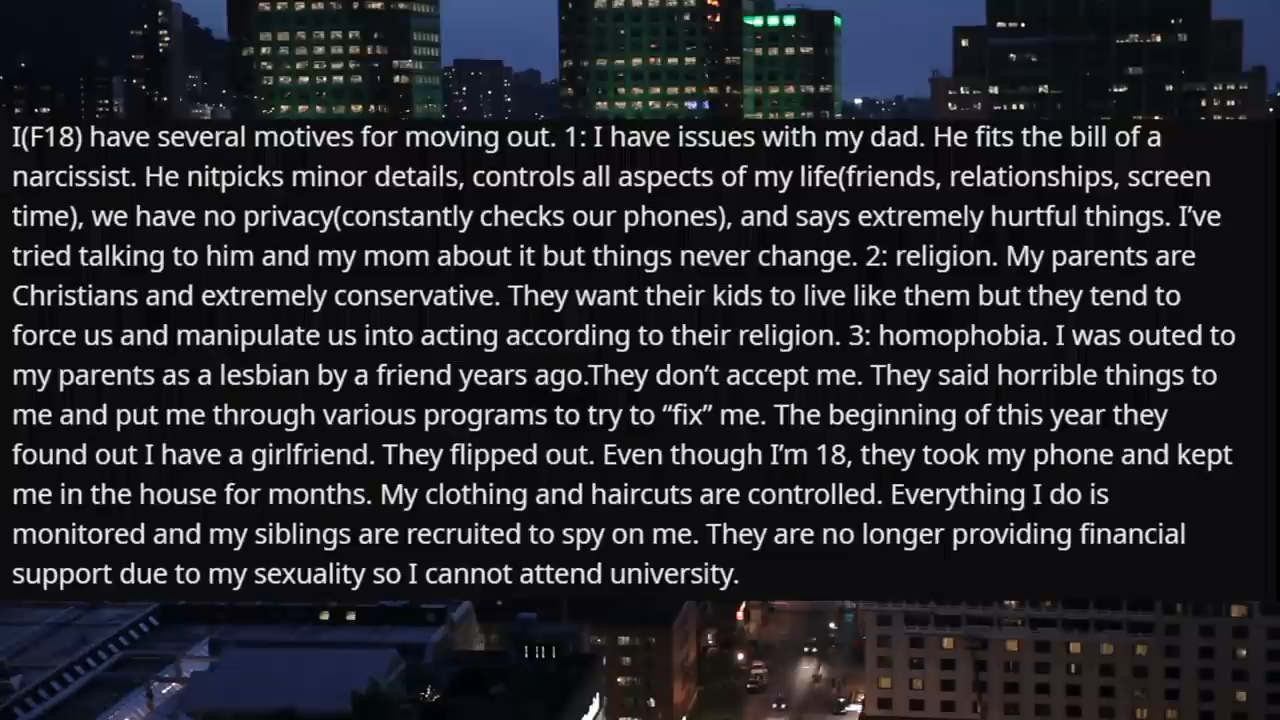 I(F18) have several motives for moving out. 1: I have issues with my dad. He fits the bill of a
narcissist. He nitpicks minor details, controls all aspects of my life(friends, relationships, screen
time), we have no privacy(constantly checks our phones), and says extremely hurtful things. I’ve
tried talking to him and my mom about it but things never change. 2: religion. My parents are
Christians and extremely conservative. They want their kids to live like them but they tend to
force us and manipulate us into acting according to their religion. 3: homophobia. I was outed to
my parents as a lesbian by a friend years ago.They don’t accept me. They said horrible things to
me and put me through various programs to try to “fix” me. The beginning of this year they
found out I have a girlfriend. They flipped out. Even though I’m 18, they took my phone and kept
me in the house for months. My clothing and haircuts are controlled. Everything I do is
monitored and my siblings are recruited to spy on me. They are no longer providing financial
support due to my sexuality so I cannot attend university.